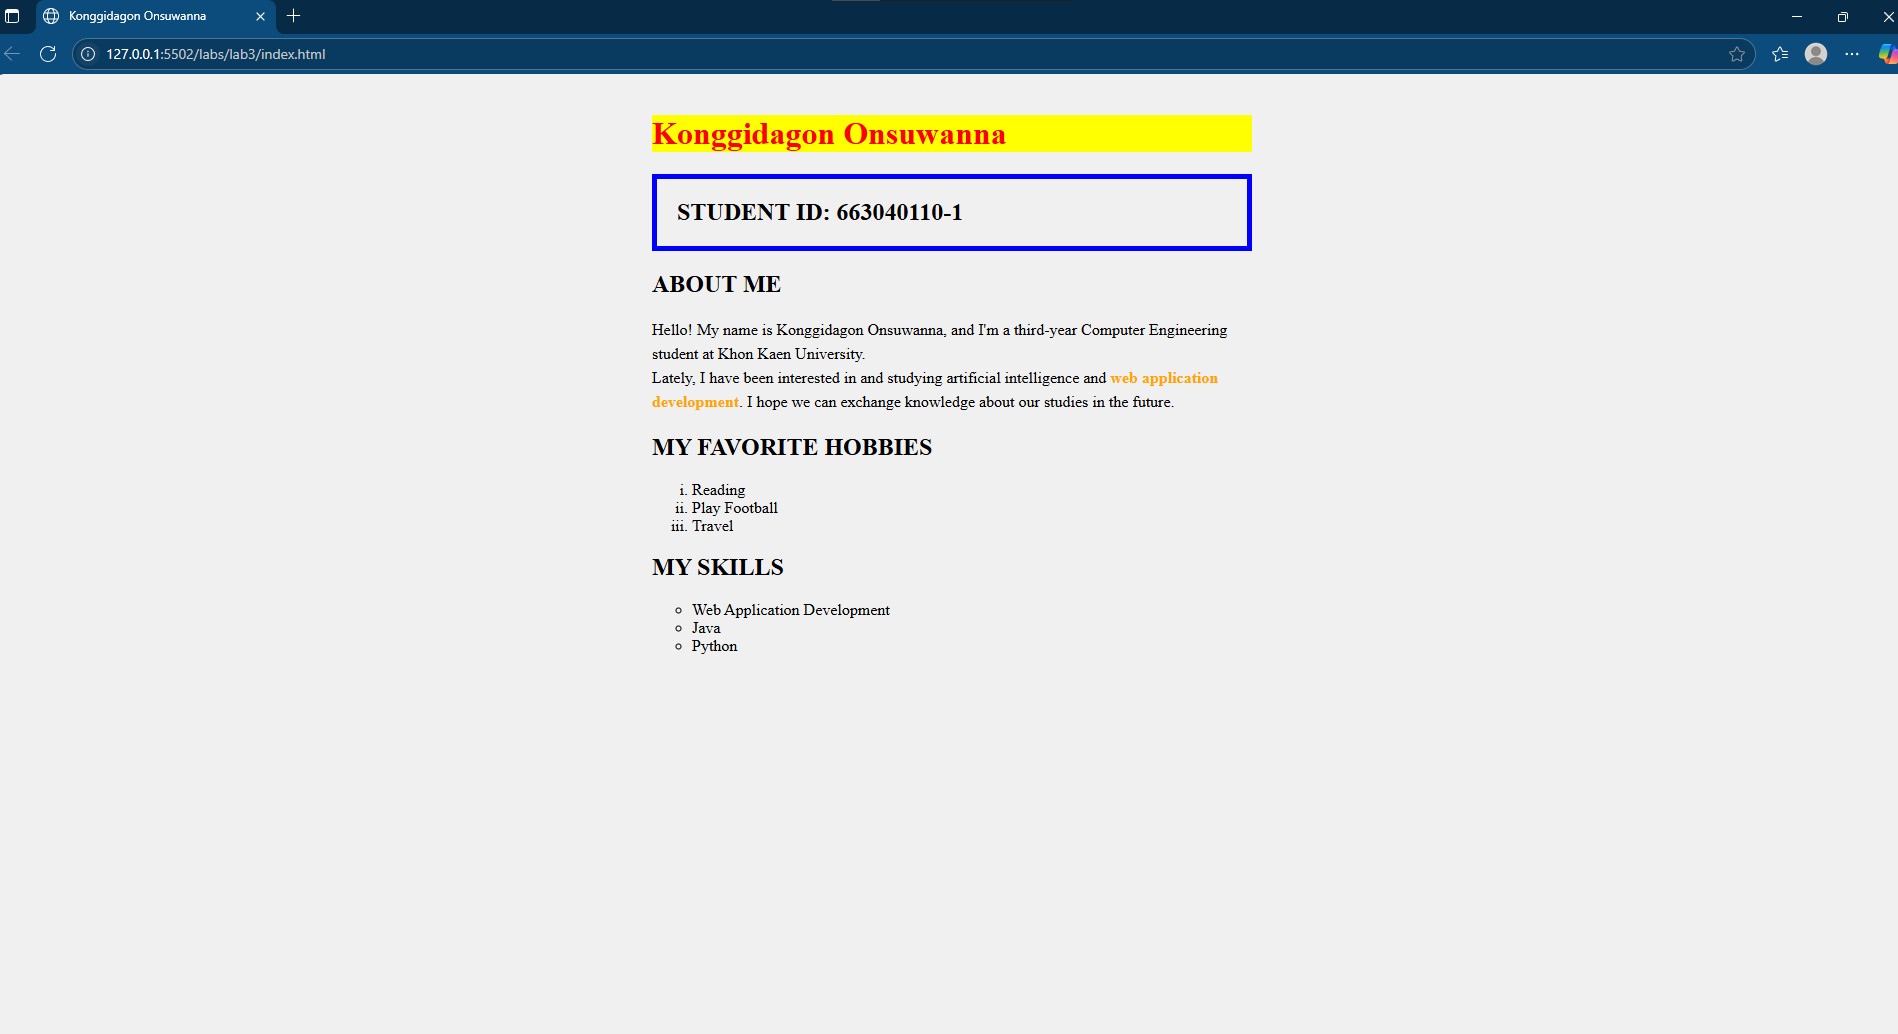 Konggidagon Onsuwanna
127.0.0.1:5502/labs/lab3/index.html
Konggidagon Onsuwanna
STUDENT ID: 663040110-1
ABOUT ME
Hello! My name is Konggidagon Onsuwanna, and I'm a third-year Computer Engineering
student at Khon Kaen University.
Lately, I have been interested in and studying artificial intelligence and web application
development. I hope we can exchange knowledge about our studies in the future.
MY FAVORITE HOBBIES
i. Reading
ii. Play Football
iii. Travel
MY SKILLS
Web Application Development
Java
Python